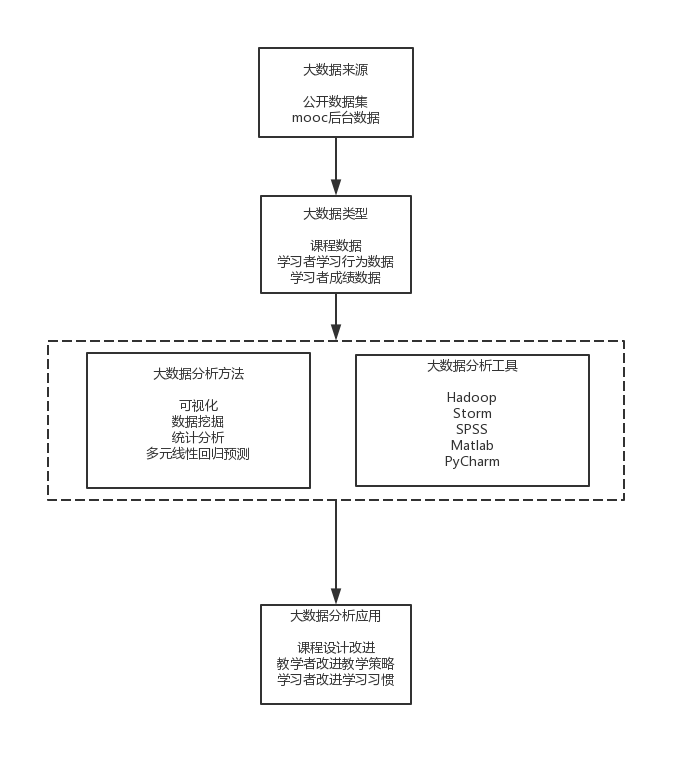 大数据来源
公开数据集
mooc后台数据
大数据类型
课程数据
学习者学习行为数据
学习者成绩数据
大数据分析方法
可视化
数据挖掘
统计分析
多元线性回归预测
大数据分析工具
Hadoop
Storm
SPSS
Matlab
PyCharm
大数据分析应用
课程设计改进
教学者改进教学策略
学习者改进学习习惯